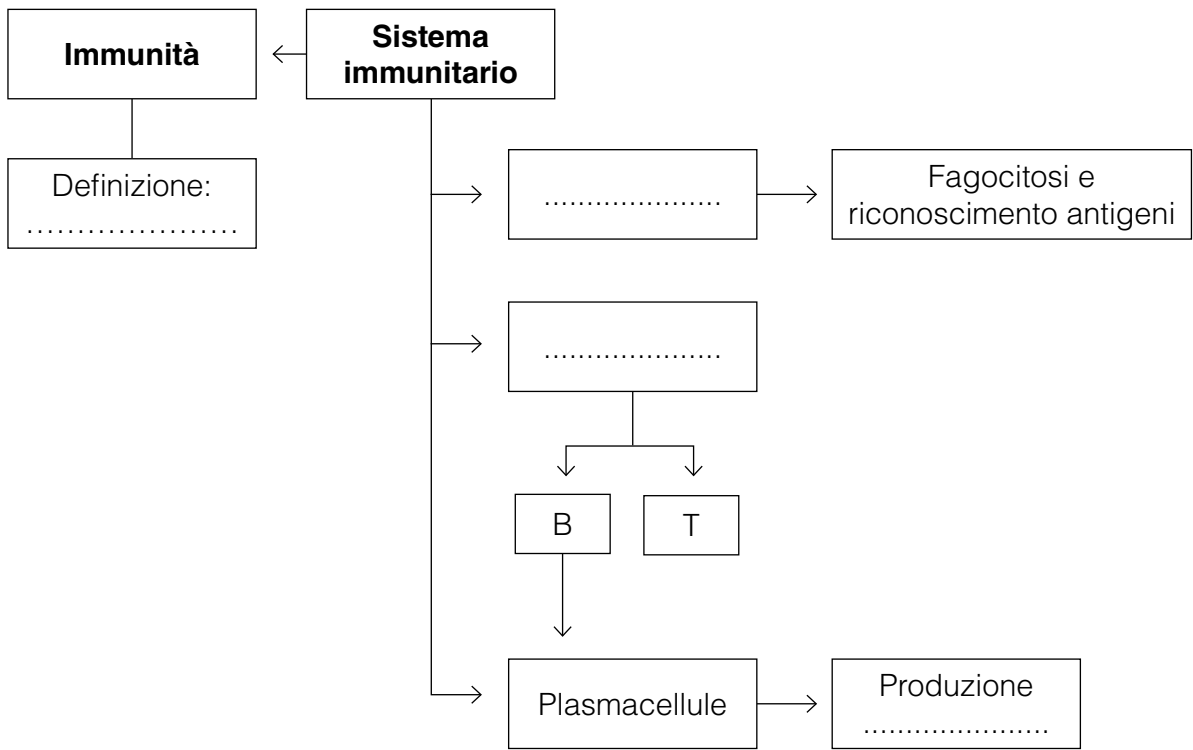 Immunità
Sistema
immunitario
Definizione:
.....................
.....................
Fagocitosi e
riconoscimento antigeni
.....................
B
T
Plasmacellule
Produzione
......................